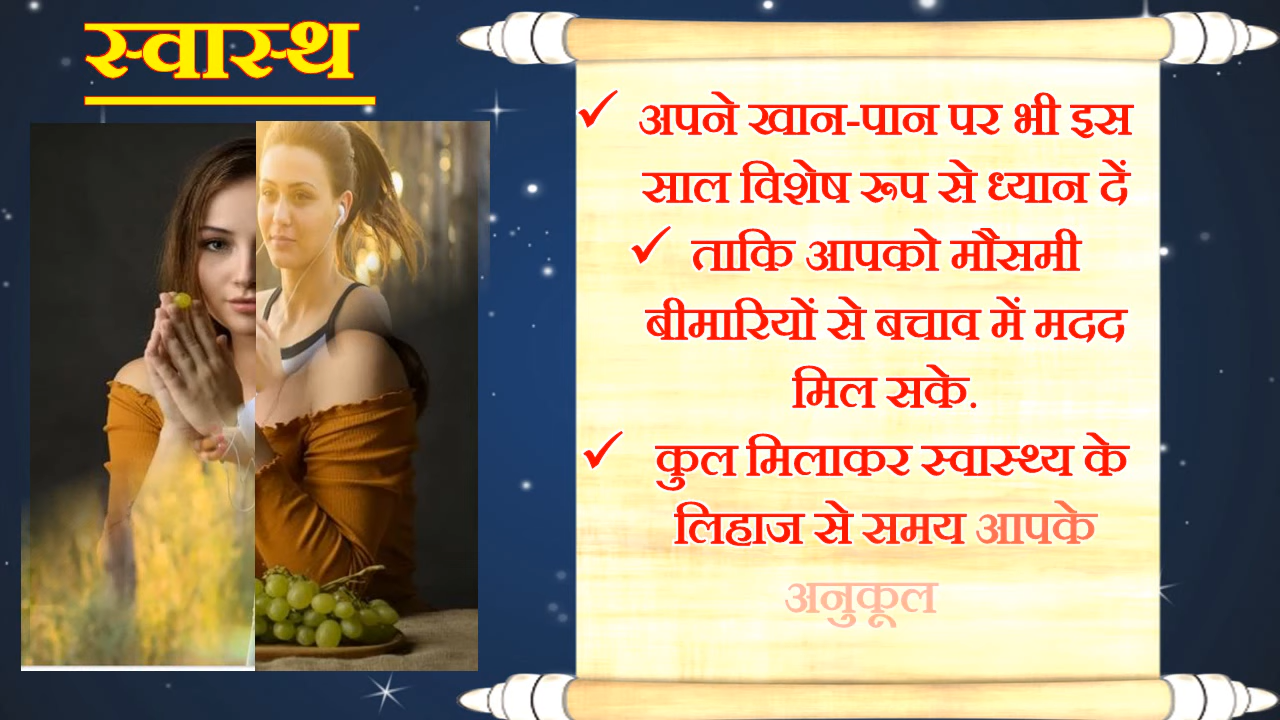 स्वास्थ
✓ अपने खान-पान पर भी इस
साल विशेष रूप से ध्यान दें
✓ ताकि आपको मौसमी
बीमारियों से बचाव में मदद
मिल सके.
✓ कुल मिलाकर स्वास्थ्य के
लिहाज से समय आपके
अनुकूल